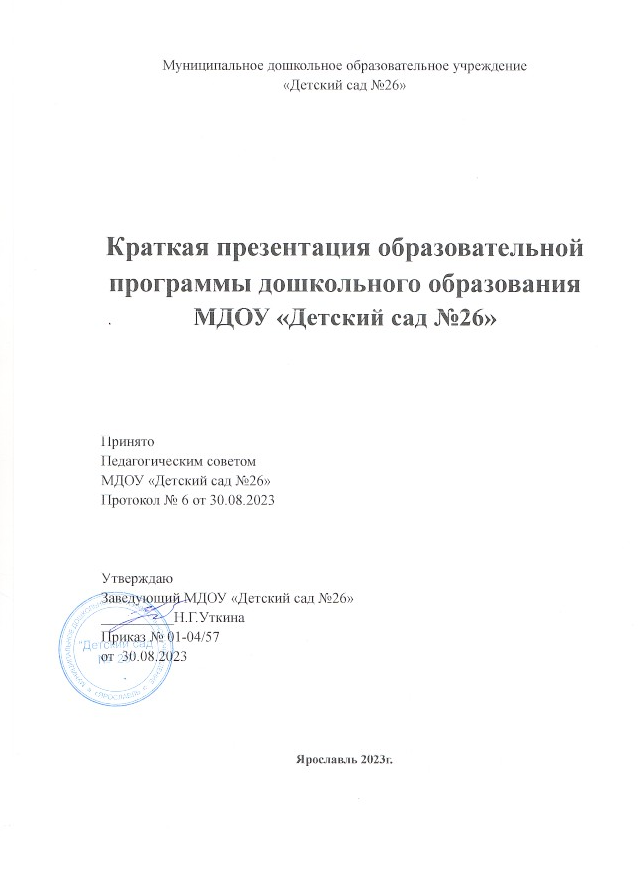 Муниципальное дошкольное образовательное учреждение
«Детский сад №26»
Краткая презентация образовательной
программы дошкольного образования
МДОУ «Детский сад №26»
Принято
Педагогическим советом
МДОУ «Детский сад №26»
Протокол № 6 от 30.08.2023
Утверждаю
Заведующий МДОУ «Детский сад №26»
__________Н.Г.Уткина
Приказ № 01-04/57
от 30.08.2023
"Детский сад
Ярославль 2023г.